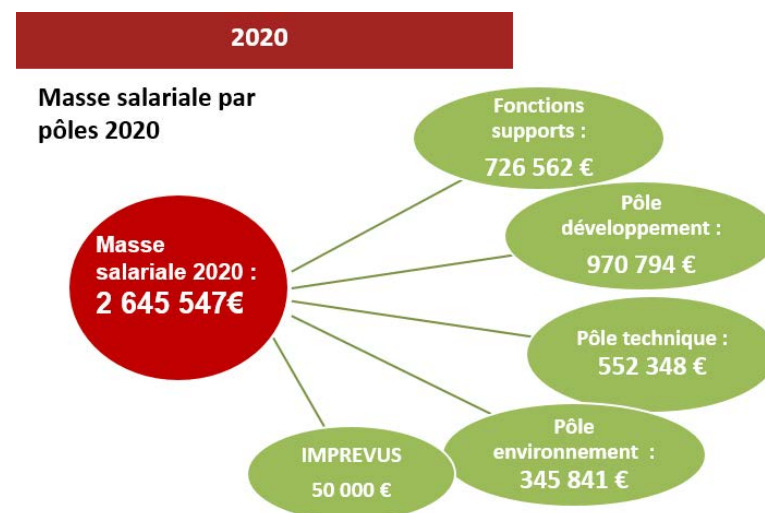 2020
Masse salariale par
pôles 2020
Fonctions
supports :
726 562 €
Pôle
développement :
970 794 €
Masse
salariale 2020 :
2 645 547€
Pôle technique :
552 348 €
Pôle
environnement :
345 841 €
IMPREVUS
50 000 €